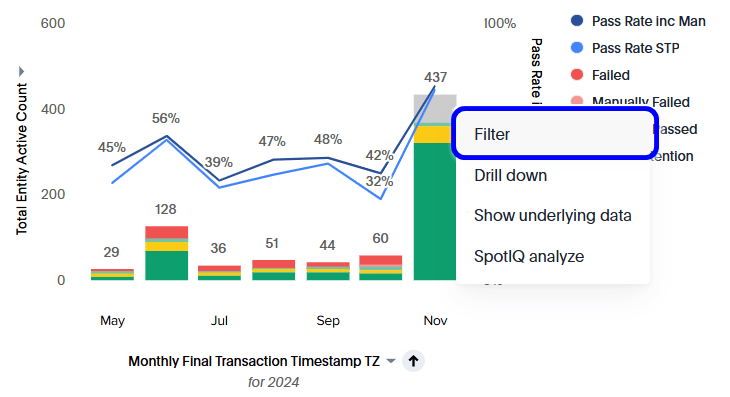 600
400
200
0
Total Entity Active Count
45%
56%
39%
47%
48%
42%
32%
437
29
128
36
51
44
60
May
Jul
Sep
Nov
Monthly Final Transaction Timestamp TZ
for 2024
100%
Pass Rate i
Pass Rate inc Man
Pass Rate STP
Failed
Manually Failed
assed
ention
Filter
Drill down
Show underlying data
SpotIQ analyze